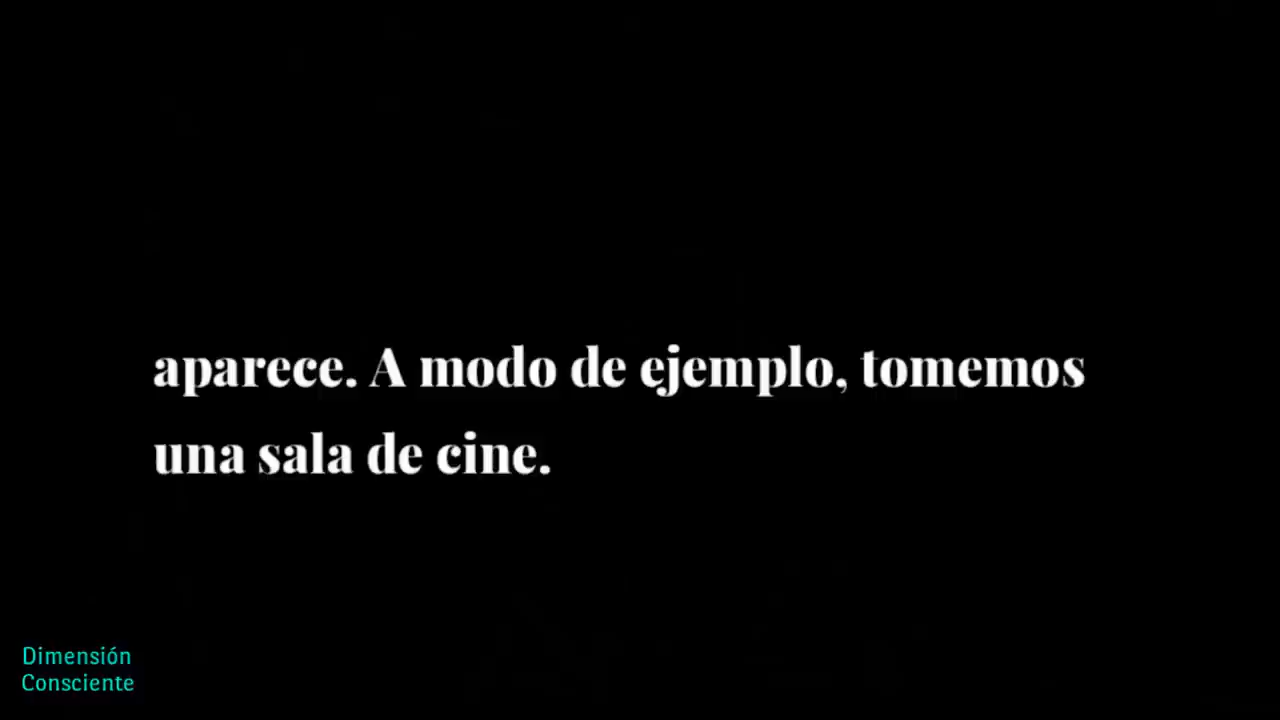 aparece. A modo de ejemplo, tomemos
una sala de cine.
Dimensión
Consciente